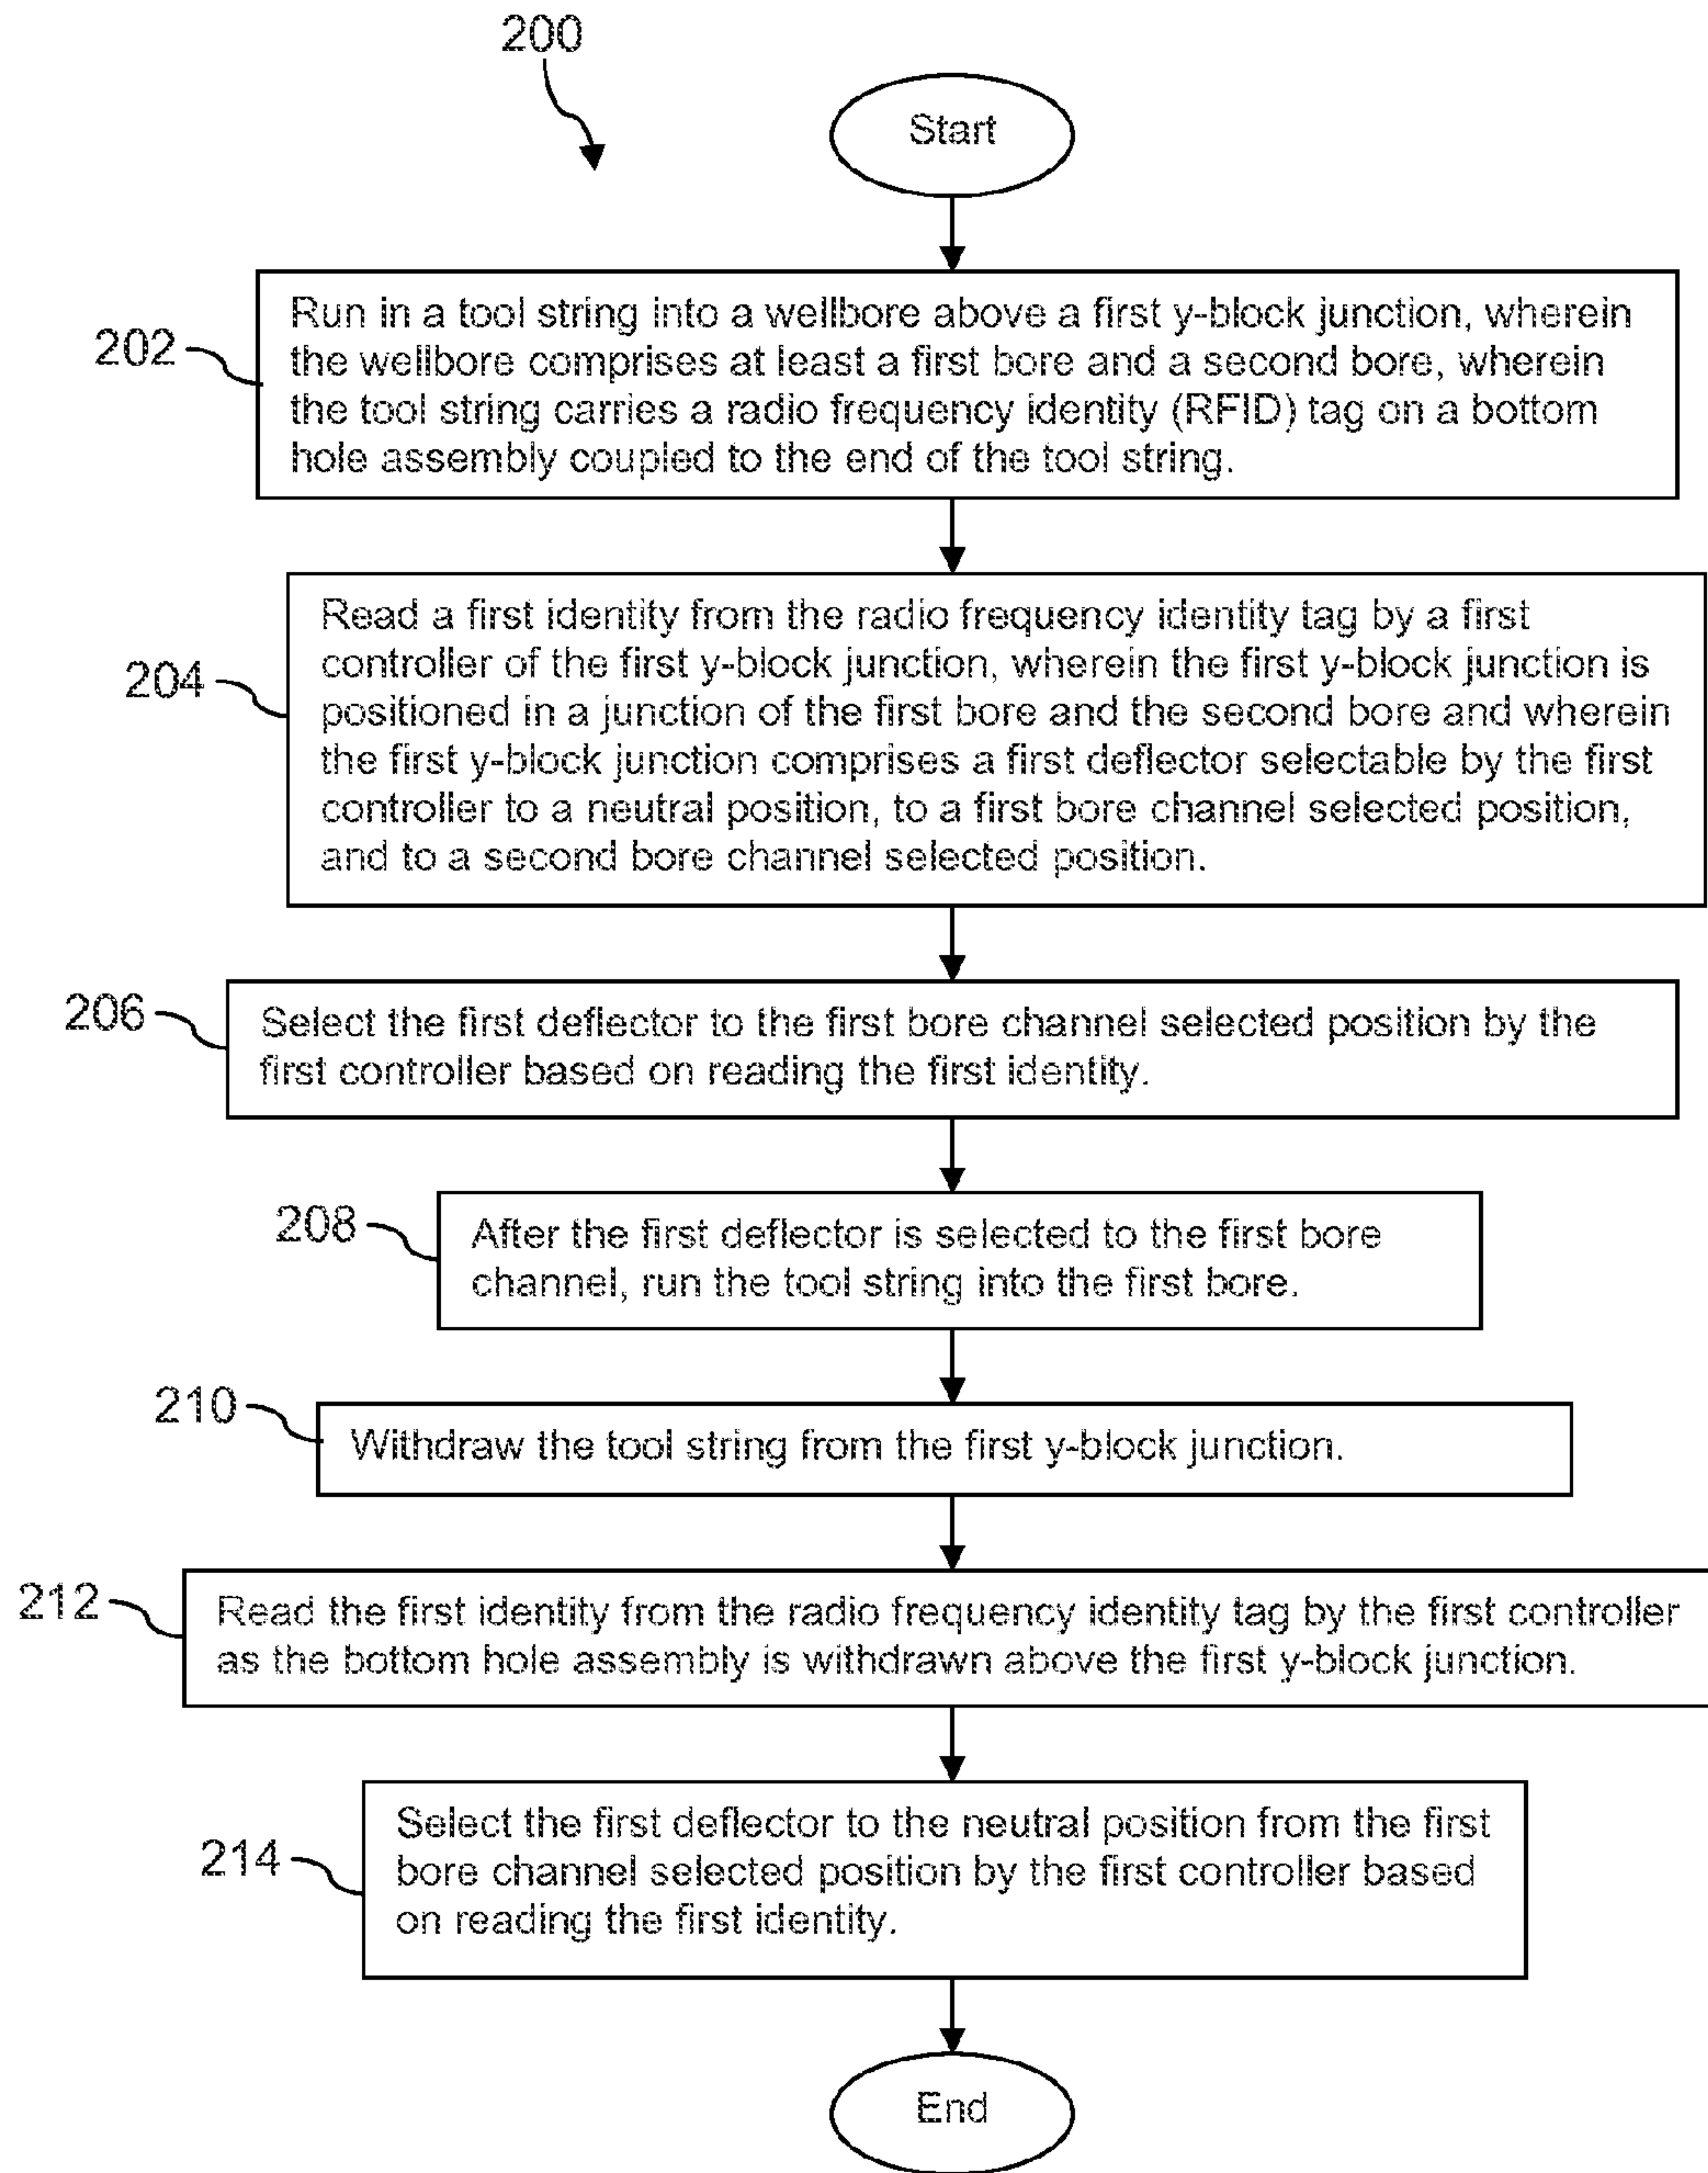 200
Start
202
Run in a tool string into a wellbore above a first y-block junction, wherein
the wellbore comprises at least a first bore and a second bore, wherein
the tool string carries a radio frequency identity (RFID) tag on a bottom
hole assembly coupled to the end of the tool string.
204
Read a first identity from the radio frequency identity tag by a first
controller of the first y-block junction, wherein the first y-block junction is
positioned in a junction of the first bore and the second bore and wherein
the first y-block junction comprises a first deflector selectable by the first
controller to a neutral position, to a first bore channel selected position,
and to a second bore channel selected position.
206
Select the first deflector to the first bore channel selected position by the
first controller based on reading the first identity.
208
After the first deflector is selected to the first bore
channel, run the tool string into the first bore.
210
Withdraw the tool string from the first y-block junction.
212
Read the first identity from the radio frequency identity tag by the first controller
as the bottom hole assembly is withdrawn above the first y-block junction.
214
Select the first deflector to the neutral position from the first
bore channel selected position by the first controller based
on reading the first identity.
End